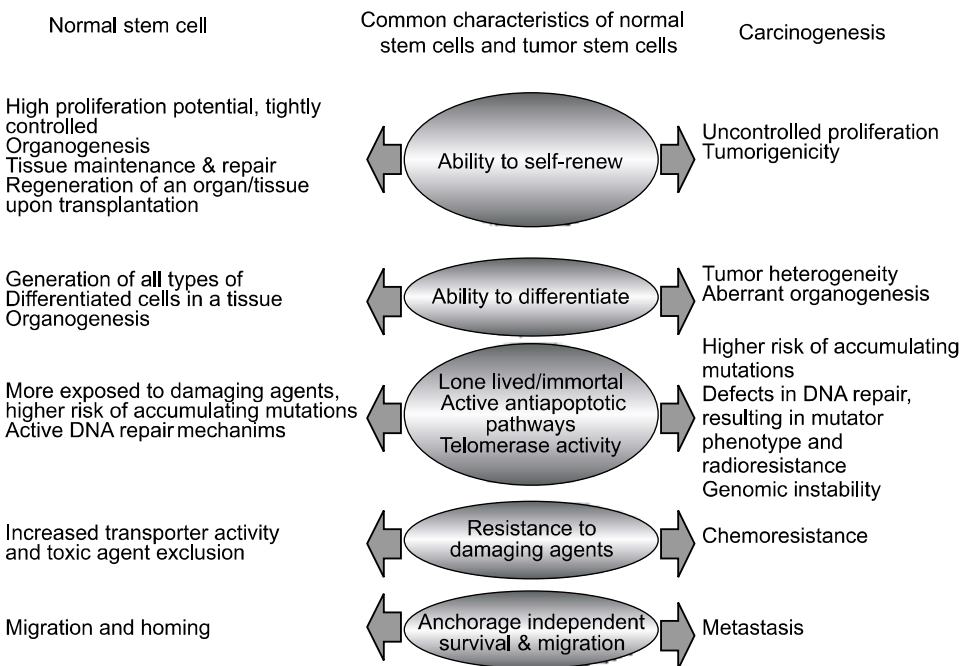 Normal stem cell
Common characteristics of normal
stem cells and tumor stem cells
Carcinogenesis
High proliferation potential, tightly
controlled
Organogenesis
Tissue maintenance & repair
Regeneration of an organ/tissue
upon transplantation
Ability to self-renew
Uncontrolled proliferation
Tumorigenicity
Generation of all types of
Differentiated cells in a tissue
Organogenesis
Ability to differentiate
Tumor heterogeneity
Aberrant organogenesis
More exposed to damaging agents,
higher risk of accumulating mutations
Active DNA repair mechanims
Lone lived/immortal
Active antiapoptotic
pathways
Telomerase activity
Higher risk of accumulating
mutations
Defects in DNA repair,
resulting in mutator
phenotype and
radioresistance
Genomic instability
Increased transporter activity
and toxic agent exclusion
Resistance to
damaging agents
Chemoresistance
Migration and homing
Anchorage independent
survival & migration
Metastasis